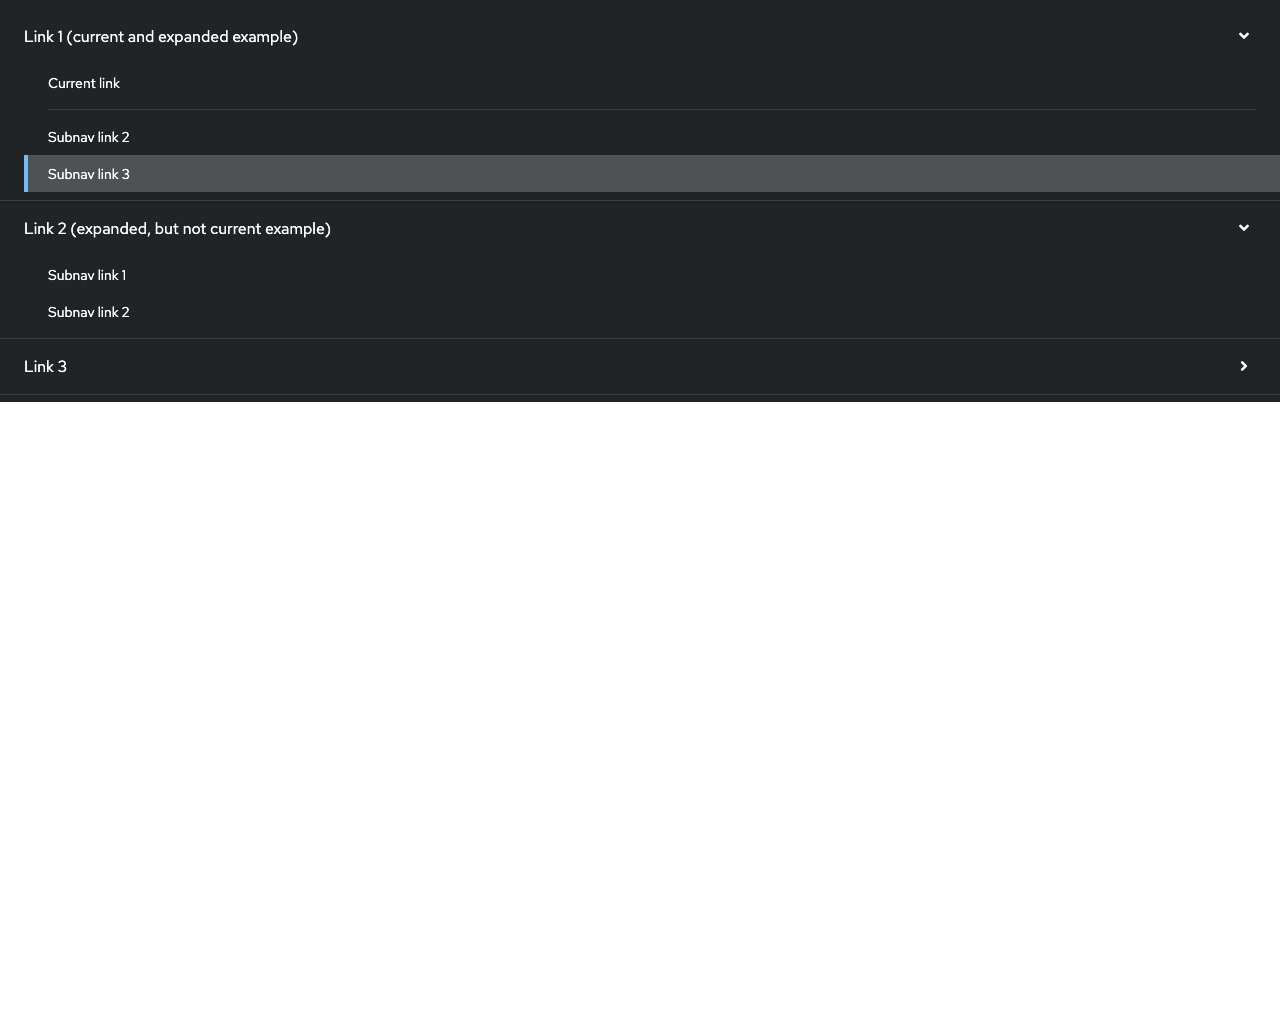 Link 1 (current and expanded example)
Current link
Subnav link 2
Subnav link 3
Link 2 (expanded, but not current example)
Subnav link 1
Subnav link 2
Link 3